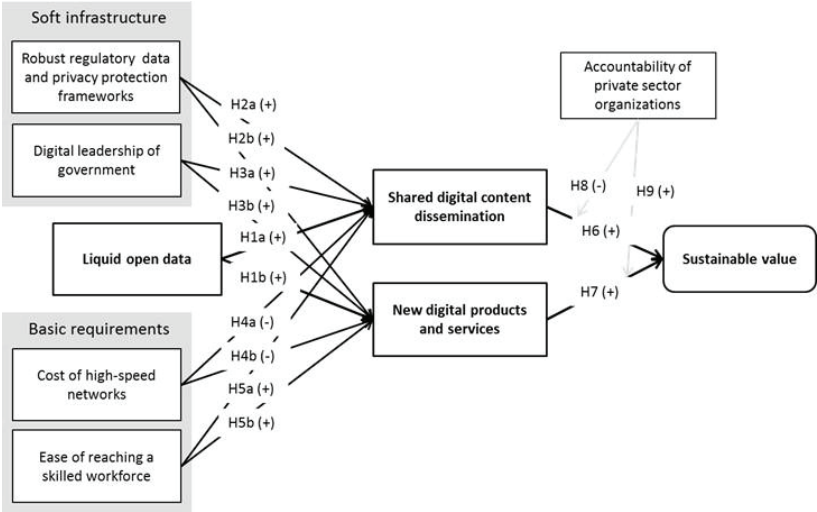 Soft infrastructure
Robust regulatory data
and privacy protection
frameworks
Digital leadership of
government
Liquid open data
Basic requirements
Cost of high-speed
networks
Ease of reaching a
skilled workforce
H2a (+)
H2b (+)
H3a (+)
H3b (+)
H1a (+)
H1b (+)
H4a (-)
H4b (-)
H5a (+)
H5b (+)
Shared digital content
dissemination
New digital products
and services
Accountability of
private sector
organizations
H8 (-)
H9 (+)
H6 (+)
H7 (+)
Sustainable value